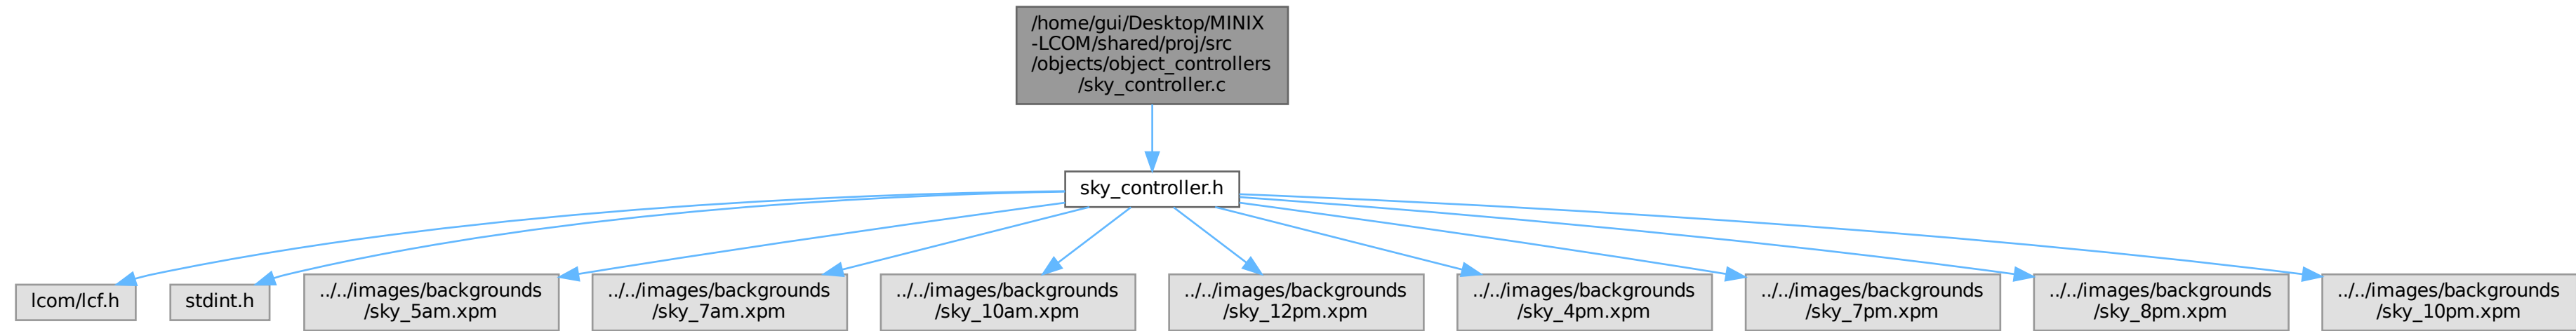 /home/gui/Desktop/MINIX
-LCOM/shared/proj/src
/objects/object_controllers
/sky_controller.c
sky_controller.h
lcom/lcf.h
stdint.h
../../images/backgrounds
/sky_5am.xpm
../../images/backgrounds
/sky_7am.xpm
../../images/backgrounds
/sky_10am.xpm
../../images/backgrounds
/sky_12pm.xpm
../../images/backgrounds
/sky_4pm.xpm
../../images/backgrounds
/sky_7pm.xpm
../../images/backgrounds
/sky_8pm.xpm
../../images/backgrounds
/sky_10pm.xpm